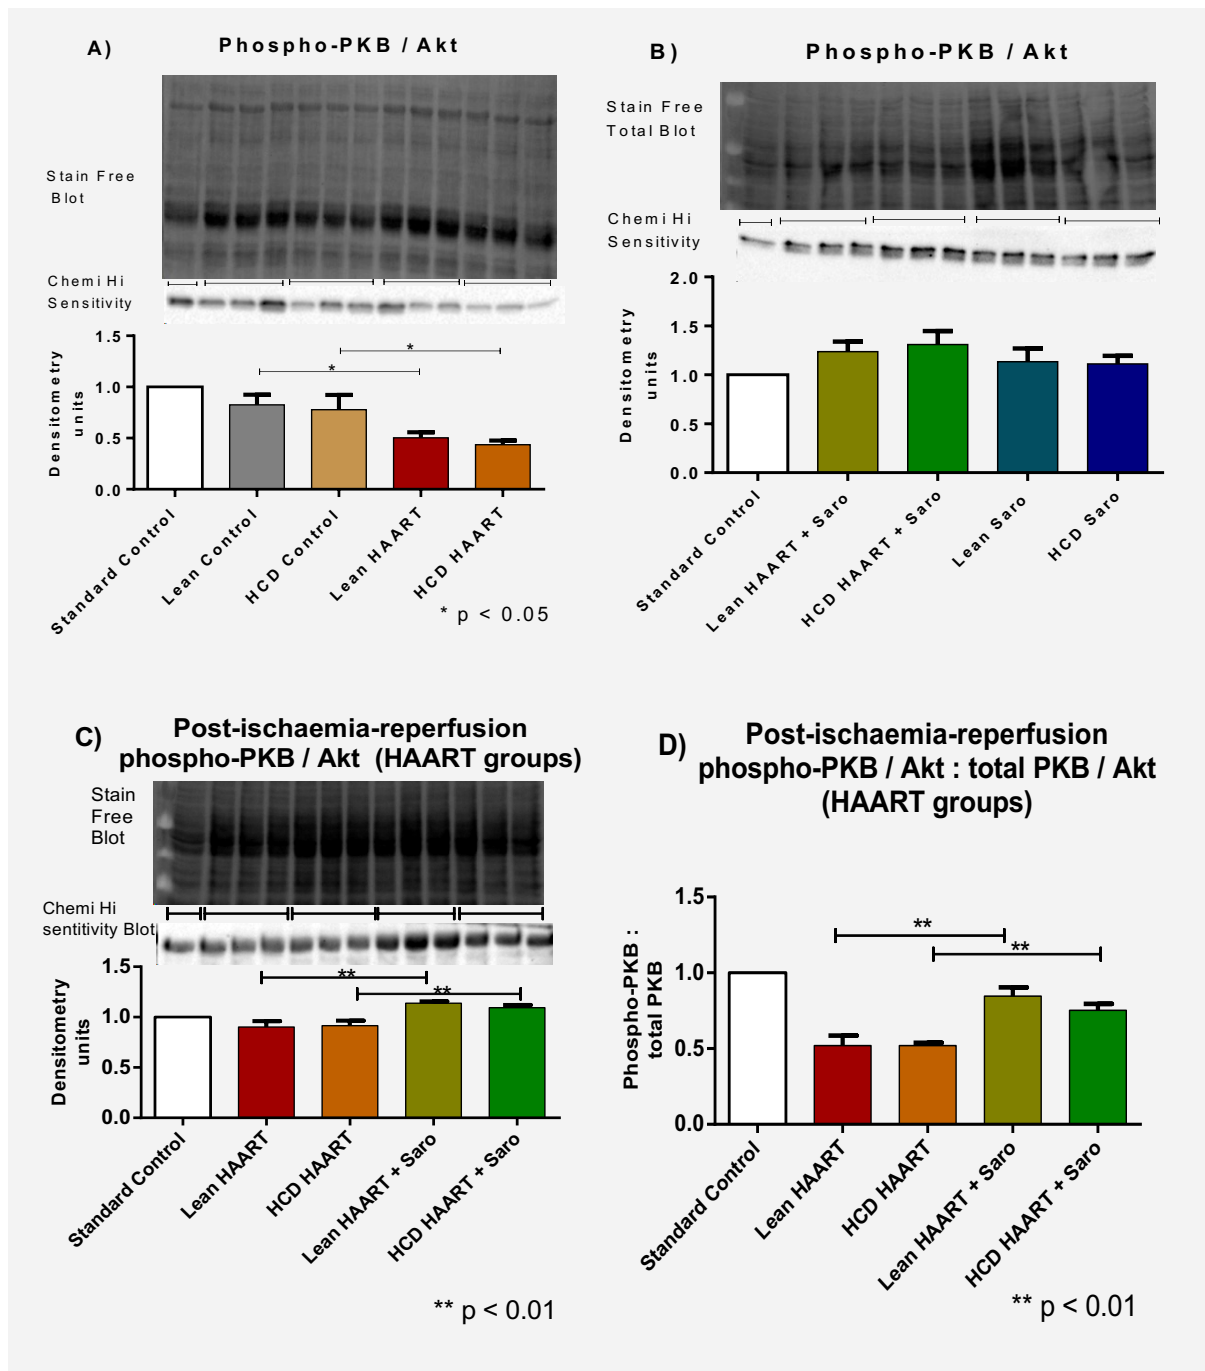 A)
Phospho-PKB / Akt
Stain Free
Blot
Chemi Hi
Sensitivity
Densitometry
units
1.5
1.0
0.5
0.0
*
*
Standard Control
Lean Control
HCD Control
Lean HAART
HCD HAART
* p < 0.05
B)
Phospho-PKB / Akt
Stain Free
Total Blot
Chemi Hi
Sensitivity
Densitometry
units
2.0
1.5
1.0
0.5
0.0
Standard Control
Lean HAART + Saro
HCD HAART + Saro
Lean Saro
HCD Saro
C)
Post-ischaemia-reperfusion
phospho-PKB / Akt (HAART groups)
Stain
Free
Blot
Chemi Hi
sentitivity Blot
Densitometry
units
1.5
1.0
0.5
0.0
**
**
Standard Control
Lean HAART
HCD HAART
Lean HAART + Saro
HCD HAART + Saro
** p < 0.01
D)
Post-ischaemia-reperfusion
phospho-PKB / Akt : total PKB / Akt
(HAART groups)
Phospho-PKB :
total PKB
1.5
1.0
0.5
0.0
**
**
Standard Control
Lean HAART
HCD HAART
Lean HAART + Saro
HCD HAART + Saro
** p < 0.01